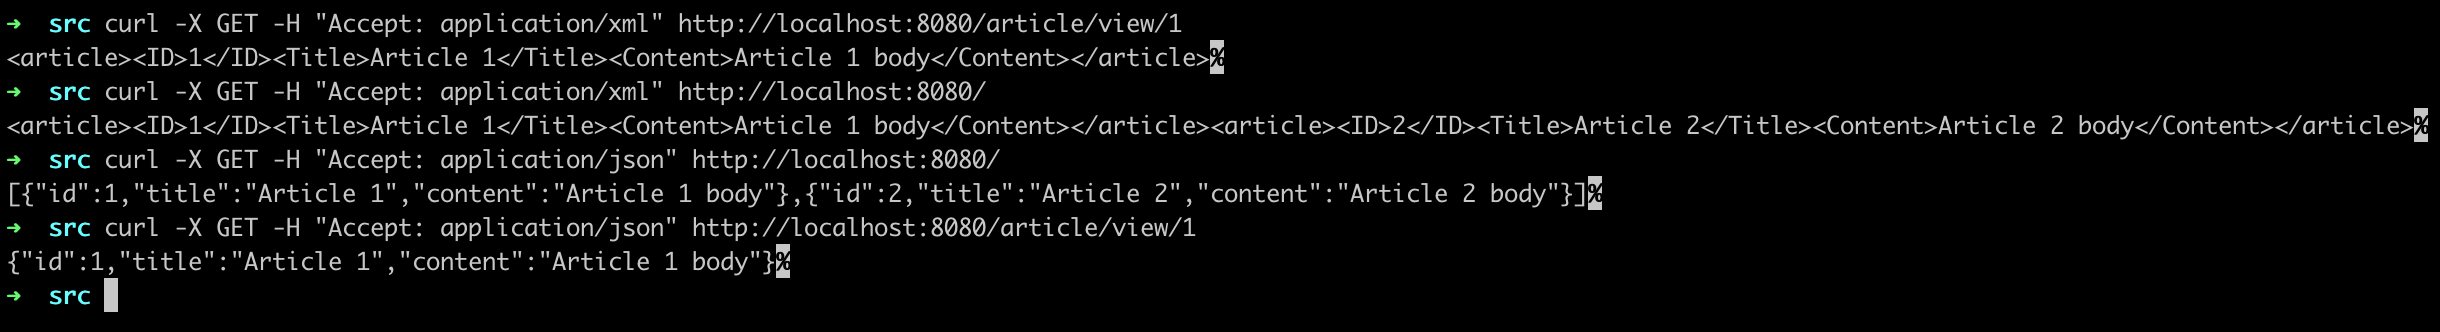 ➜  src curl -X GET -H "Accept: application/xml" http://localhost:8080/article/view/1
<article><ID>1</ID><Title>Article 1</Title><Content>Article 1 body</Content></article>%
➜  src curl -X GET -H "Accept: application/xml" http://localhost:8080/
<article><ID>1</ID><Title>Article 1</Title><Content>Article 1 body</Content></article><article><ID>2</ID><Title>Article 2</Title><Content>Article 2 body</Content></article>%
➜  src curl -X GET -H "Accept: application/json" http://localhost:8080/
[{"id":1,"title":"Article 1","content":"Article 1 body"},{"id":2,"title":"Article 2","content":"Article 2 body"}]%
➜  src curl -X GET -H "Accept: application/json" http://localhost:8080/article/view/1
{"id":1,"title":"Article 1","content":"Article 1 body"}%
➜  src